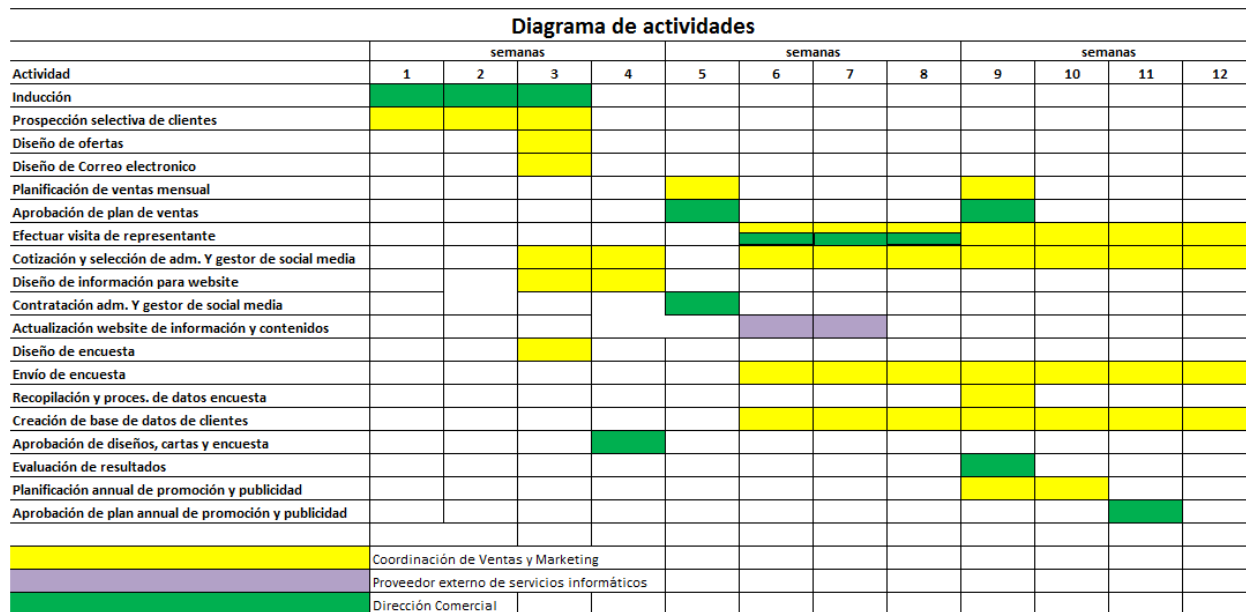 Diagrama de actividades
semanas semanas semanas
Actividad 1 2 3 4 5 6 7 8 9 10 11 12
Inducción
Prospección selectiva de clientes
Diseño de ofertas
Diseño de Correo electronico
Planificación de ventas mensual
Aprobación de plan de ventas
Efectuar visita de representante
Cotización y selección de adm. Y gestor de social media
Diseño de información para website
Contratación adm. Y gestor de social media
Actualización website de información y contenidos
Diseño de encuesta
Envío de encuesta
Recopilación y proces. de datos encuesta
Creación de base de datos de clientes
Aprobación de diseños, cartas y encuesta
Evaluación de resultados
Planificación annual de promoción y publicidad
Aprobación de plan annual de promoción y publicidad
Coordinación de Ventas y Marketing
Proveedor externo de servicios informáticos
Dirección Comercial